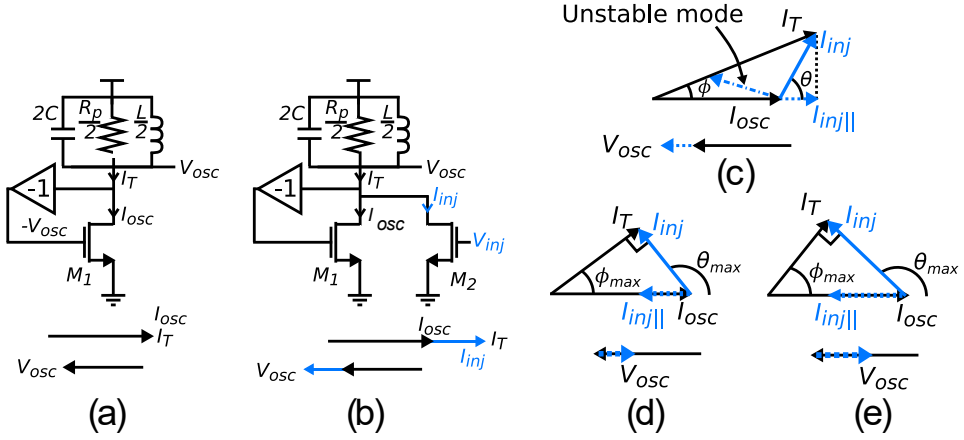 2C
R_p
2
L
2
V_osc
I_T
-1
I_osc
-V_osc
M_1
I_osc
I_T
V_osc
(a)
2C
R_p
2
L
2
V_osc
I_T
-1
I_inj
I_osc
V_inj
M_1
M_2
I_osc
I_T
I_inj
V_osc
(b)
Unstable mode
I_T
I_inj
ϕ
θ
I_osc
I_inj||
V_osc
(c)
I_T
I_inj
θ_max
ϕ_max
I_inj||
I_osc
V_osc
(d)
I_T
I_inj
θ_max
ϕ_max
I_inj||
I_osc
V_osc
(e)